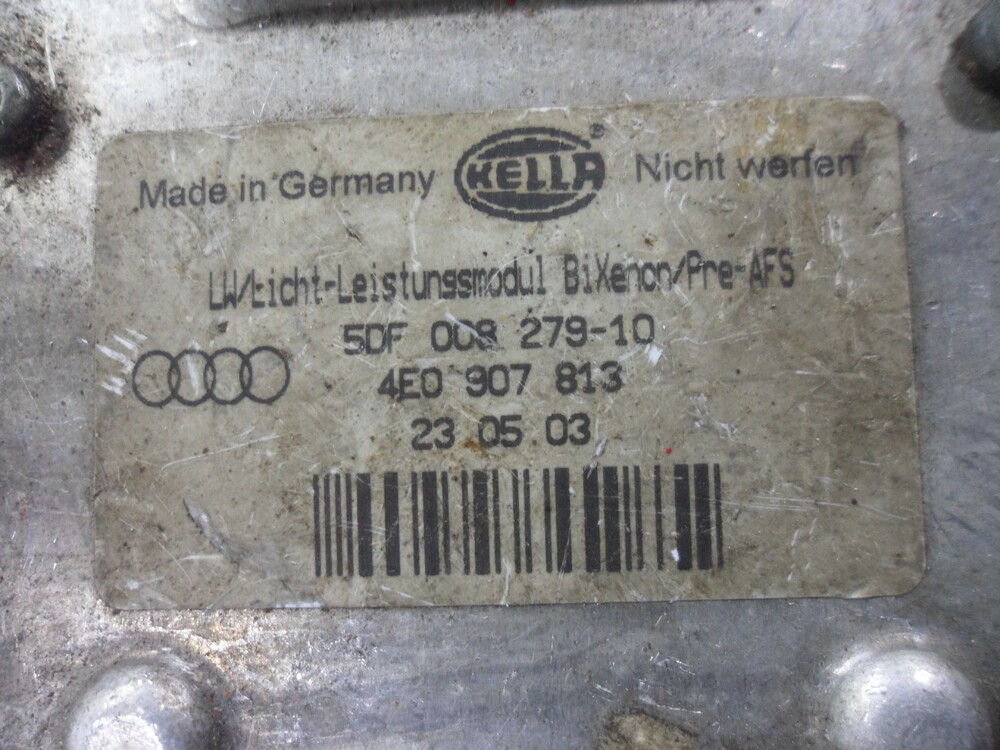 Made in Germany HELLA® Nicht werfen
LW/Licht-Leistungsmodul BiXenon/Pre-AFS
5DF 008 279-10
4E0 907 813
23 05 03